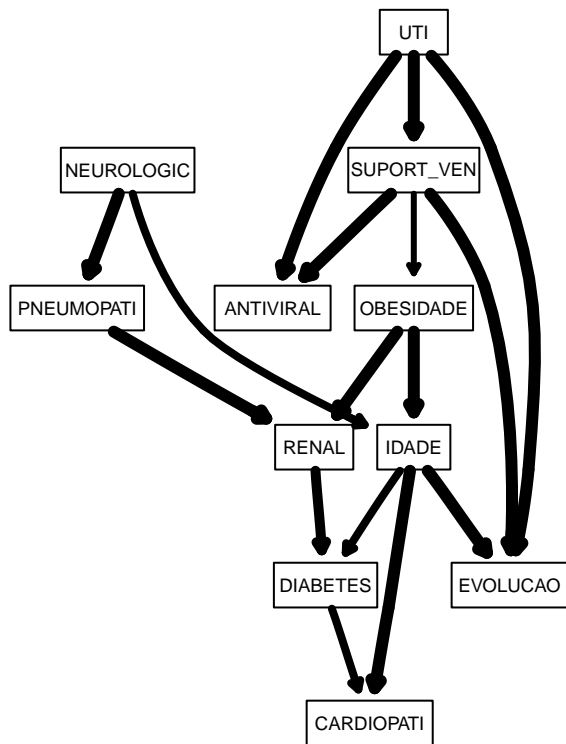 UTI
NEUROLOGIC
SUPORT_VEN
PNEUMOPATI
ANTIVIRAL
OBESIDADE
RENAL
IDADE
DIABETES
EVOLUCAO
CARDIOPATI